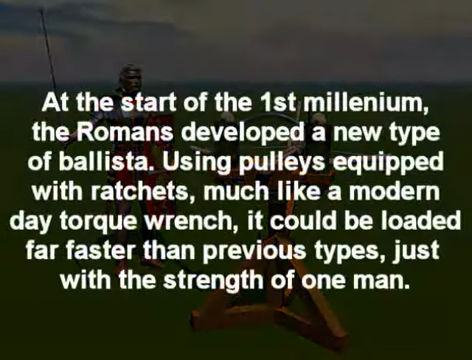 At the start of the 1st millenium,
the Romans developed a new type
of ballista. Using pulleys equipped
with ratchets, much like a modern
day torque wrench, it could be loaded
far faster than previous types, just
with the strength of one man.